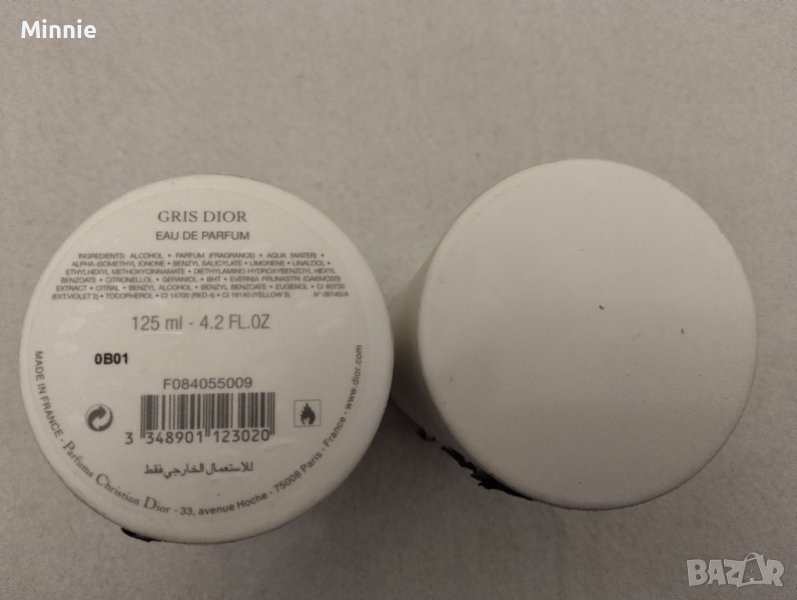 Minnie
GRIS DIOR
EAU DE PARFUM
INGREDIENTS: ALCOHOL • PARFUM (FRAGRANCE) • AQUA (WATER) •
ALPHA-ISOMETHYL IONONE • BENZYL SALICYLATE • LIMONENE • LINALOOL •
ETHYLHEXYL METHOXYCINNAMATE • DIETHYLAMINO HYDROXYBENZOYL HEXYL
BENZOATE • CITRONELLOL • GERANIOL • BHT • EVERNIA PRUNASTRI (OAKMOSS)
EXTRACT • CITRAL • BENZYL ALCOHOL • BENZYL BENZOATE • EUGENOL • CI 60730
(EXT.VIOLET 2) • TOCOPHEROL • CI 14700 (RED 4) • CI 19140 (YELLOW 5) N° 09145/A
125 ml - 4.2 FL.OZ
0B01
F084055009
3 348901 123020
للاستعمال الخارجي فقط
MADE IN FRANCE - Parfums Christian Dior - 33, avenue Hoche - 75008 Paris - France - www.dior.com
BAZAR